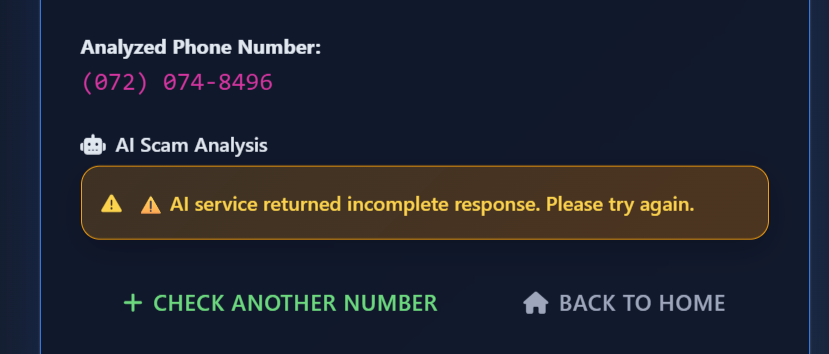 Analyzed Phone Number:
(072) 074-8496
AI Scam Analysis
AI service returned incomplete response. Please try again.
CHECK ANOTHER NUMBER
BACK TO HOME